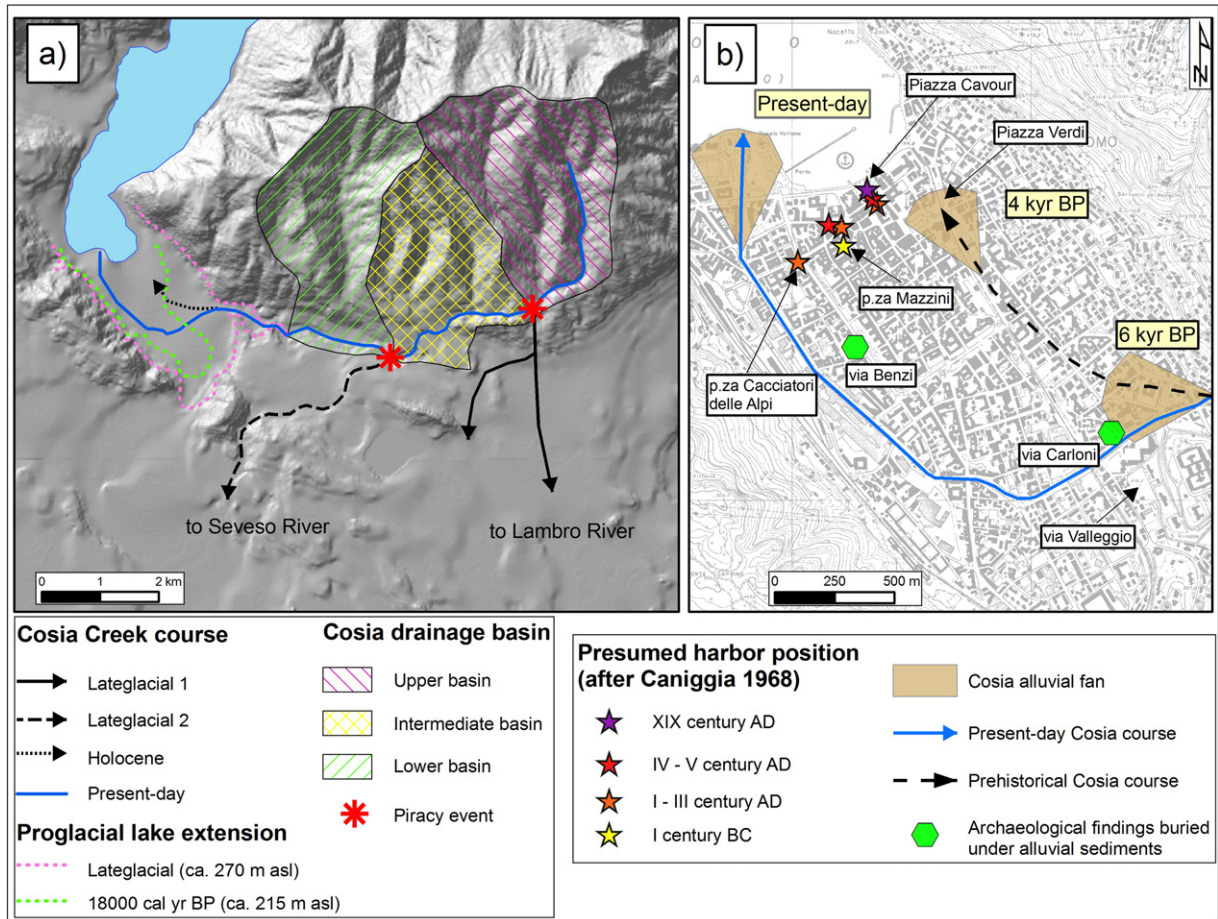 a)
to Seveso River
to Lambro River
0 1 2 km
b)
Nocetto
Piazza Cavour
Present-day
Piazza Verdi
Porto
OMO
4 kyr BP
p.za Mazzini
6 kyr BP
via Benzi
p.za Cacciatori
delle Alpi
via Carloni
via Valleggio
0 250 500 m
N
Cosia Creek course
Lateglacial 1
Lateglacial 2
Holocene
Present-day
Proglacial lake extension
Lateglacial (ca. 270 m asl)
18000 cal yr BP (ca. 215 m asl)
Cosia drainage basin
Upper basin
Intermediate basin
Lower basin
Piracy event
Presumed harbor position
(after Caniggia 1968)
XIX century AD
IV - V century AD
I - III century AD
I century BC
Cosia alluvial fan
Present-day Cosia course
Prehistorical Cosia course
Archaeological findings buried
under alluvial sediments